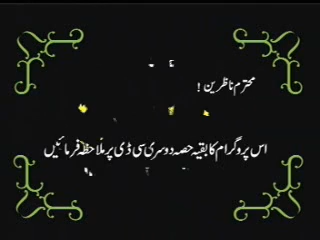 محترم ناظرین !
اس پروگرام کا بقیہ حصہ دوسری سی ڈی پر ملاحظہ فرمائیں